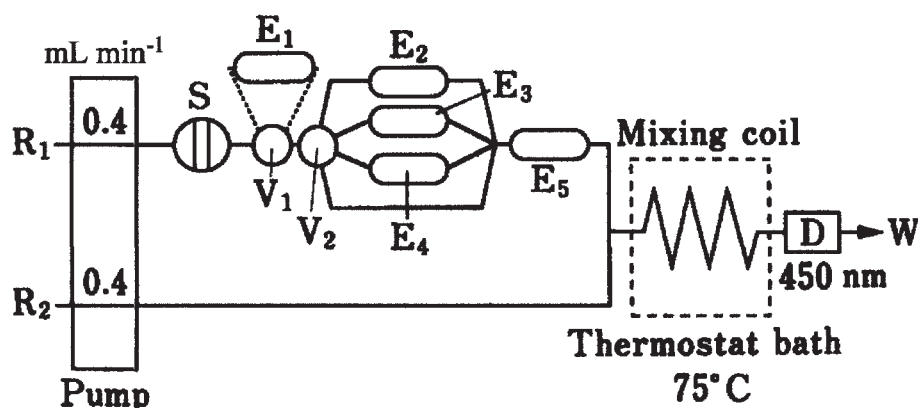 mL min⁻¹
E₁
E₂
E₃
S
0.4
R₁
Mixing coil
E₅
V₁
V₂
E₄
D
W
450 nm
0.4
R₂
Thermostat bath
75°C
Pump